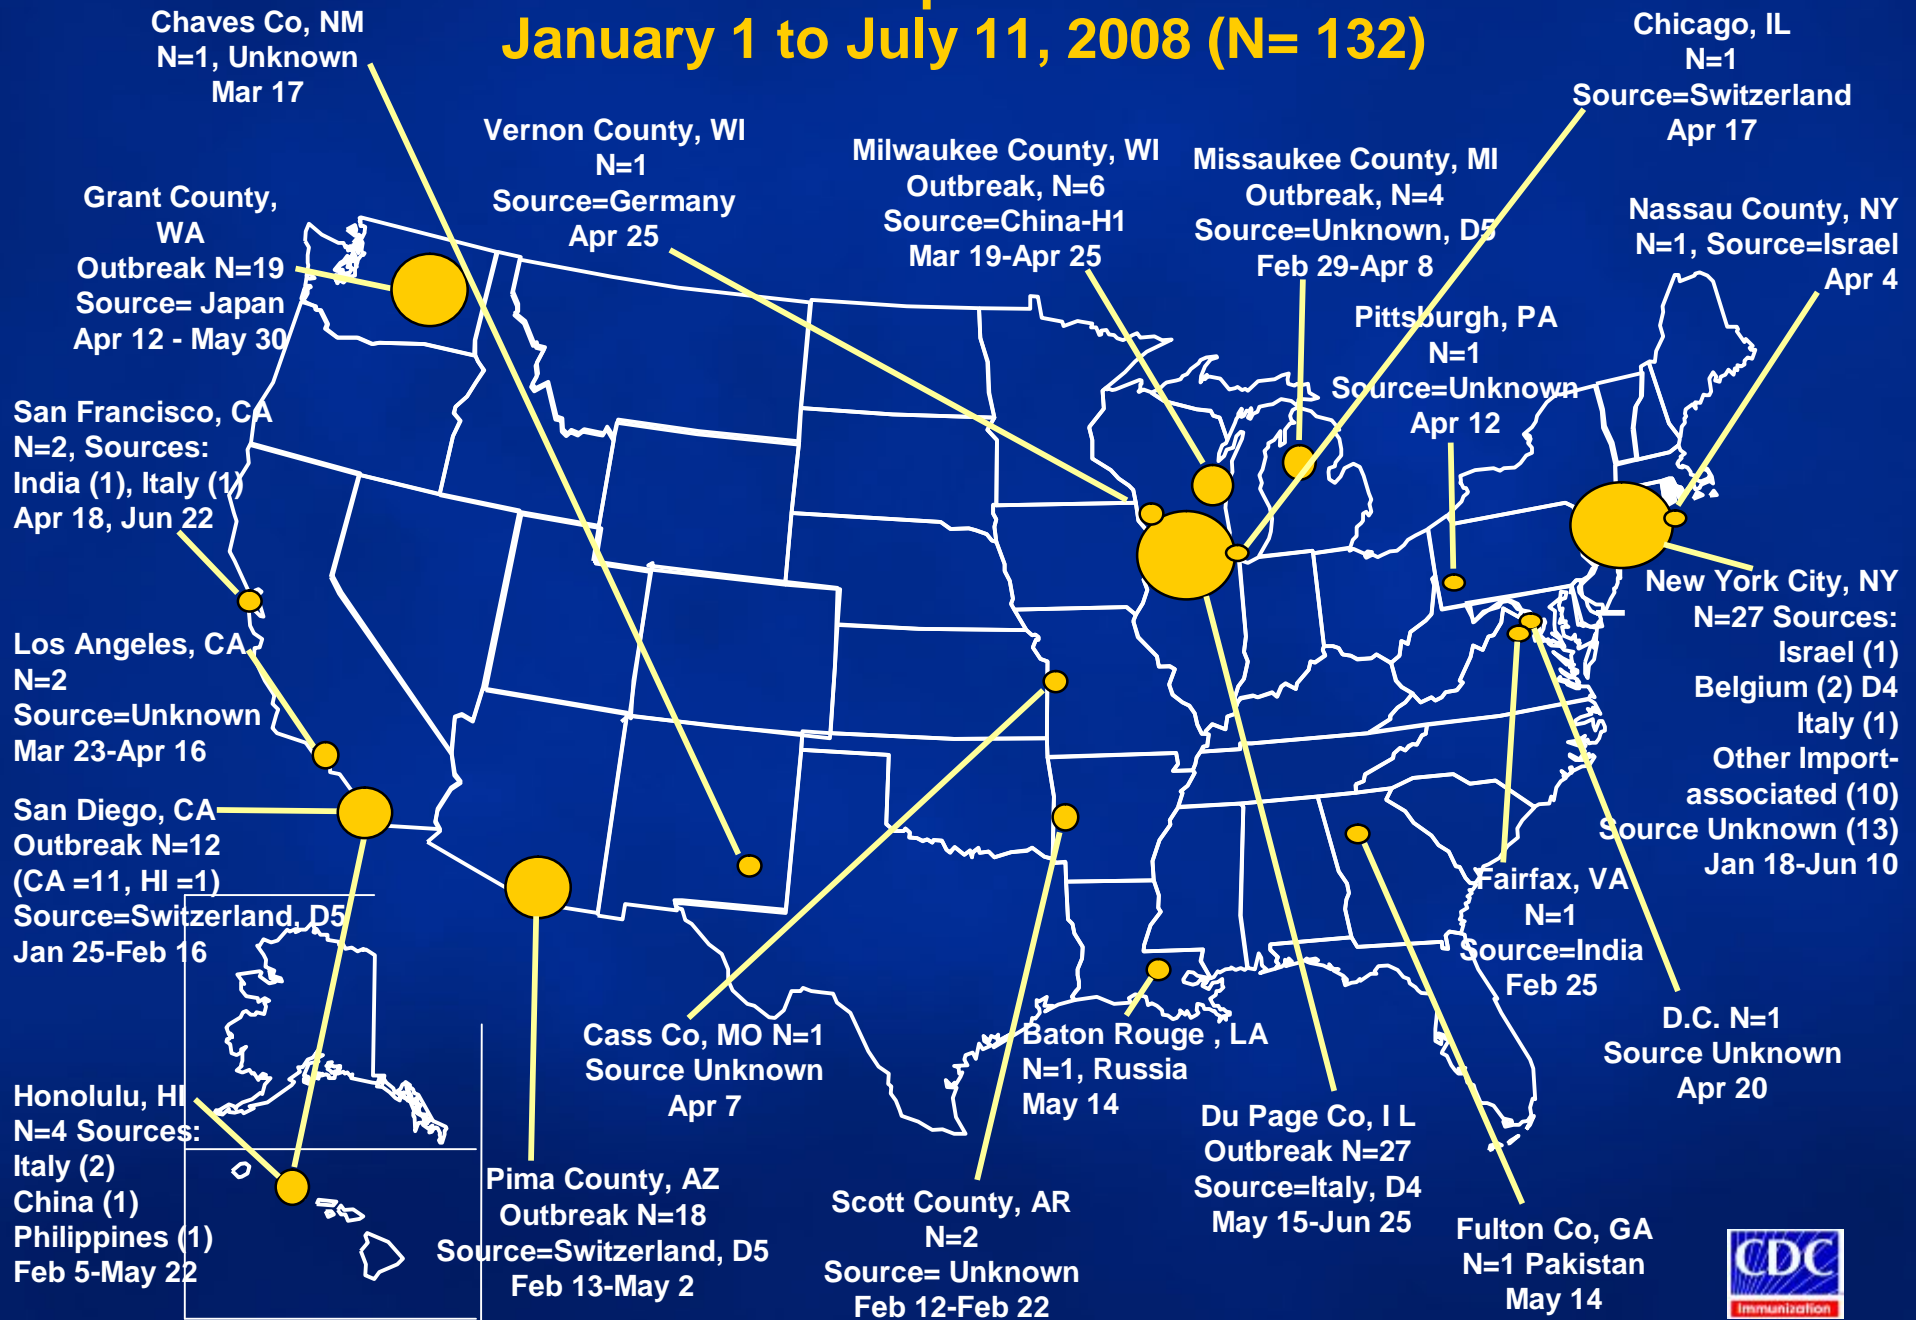 January 1 to July 11, 2008 (N= 132)
Chaves Co, NM
N=1, Unknown
Mar 17
Chicago, IL
N=1
Source=Switzerland
Apr 17
Vernon County, WI
N=1
Source=Germany
Apr 25
Milwaukee County, WI
Outbreak, N=6
Source=China-H1
Mar 19-Apr 25
Missaukee County, MI
Outbreak, N=4
Source=Unknown, D5
Feb 29-Apr 8
Grant County,
WA
Outbreak N=19
Source= Japan
Apr 12 - May 30
Nassau County, NY
N=1, Source=Israel
Apr 4
Pittsburgh, PA
N=1
Source=Unknown
Apr 12
San Francisco, CA
N=2, Sources:
India (1), Italy (1)
Apr 18, Jun 22
New York City, NY
N=27 Sources:
Israel (1)
Belgium (2) D4
Italy (1)
Other Import-
associated (10)
Source Unknown (13)
Jan 18-Jun 10
Los Angeles, CA
N=2
Source=Unknown
Mar 23-Apr 16
San Diego, CA
Outbreak N=12
(CA =11, HI =1)
Source=Switzerland, D5
Jan 25-Feb 16
Fairfax, VA
N=1
Source=India
Feb 25
D.C. N=1
Source Unknown
Apr 20
Cass Co, MO N=1
Source Unknown
Apr 7
Baton Rouge , LA
N=1, Russia
May 14
Honolulu, HI
N=4 Sources:
Italy (2)
China (1)
Philippines (1)
Feb 5-May 22
Pima County, AZ
Outbreak N=18
Source=Switzerland, D5
Feb 13-May 2
Scott County, AR
N=2
Source= Unknown
Feb 12-Feb 22
Du Page Co, I L
Outbreak N=27
Source=Italy, D4
May 15-Jun 25
Fulton Co, GA
N=1 Pakistan
May 14
CDC
Immunization